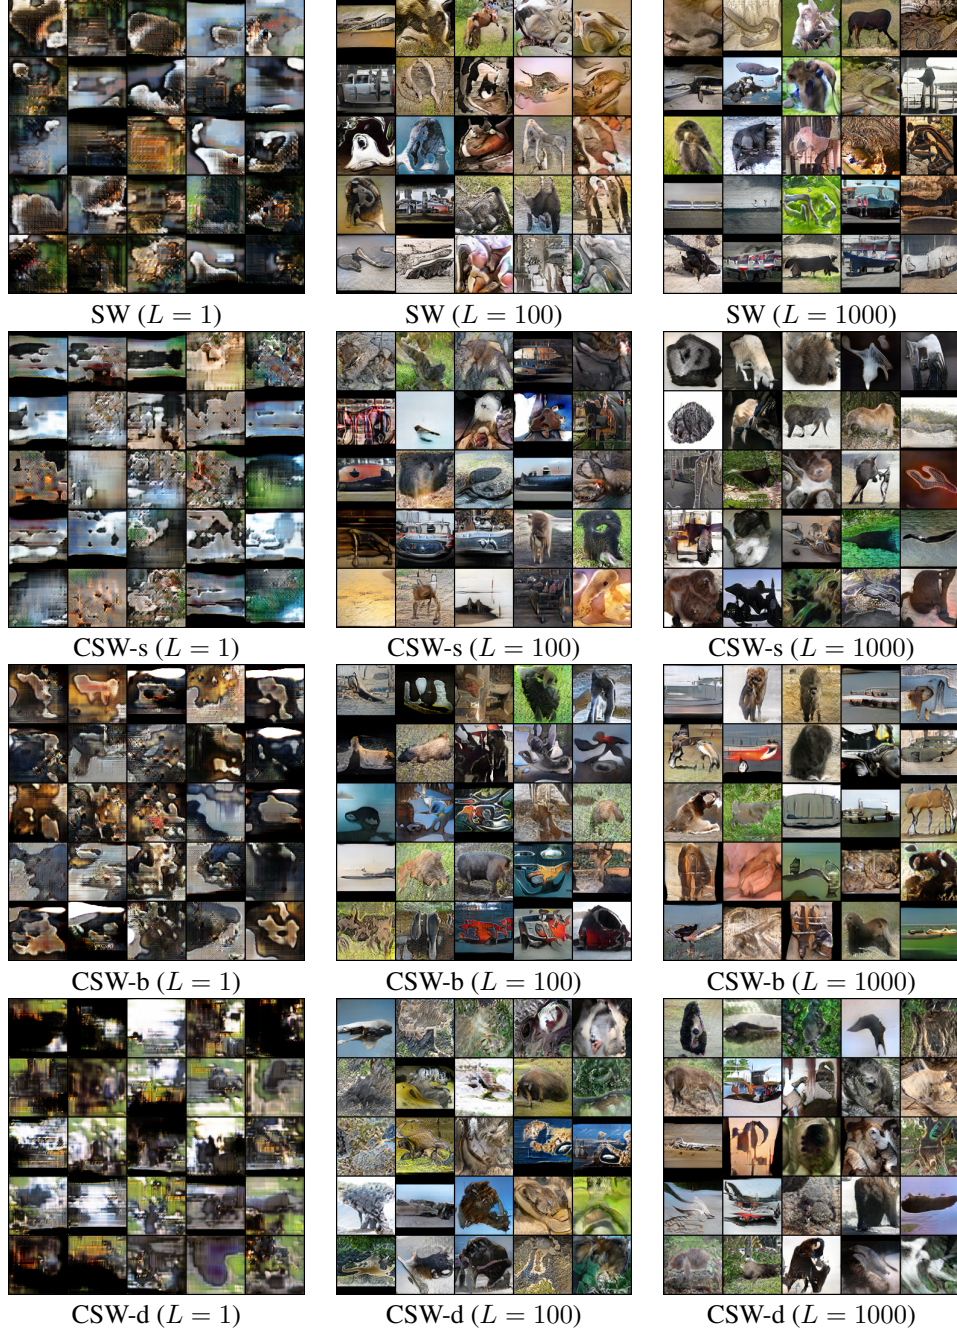 SW (L = 1) SW (L = 100) SW (L = 1000)
CSW-s (L = 1) CSW-s (L = 100) CSW-s (L = 1000)
CSW-b (L = 1) CSW-b (L = 100) CSW-b (L = 1000)
CSW-d (L = 1) CSW-d (L = 100) CSW-d (L = 1000)